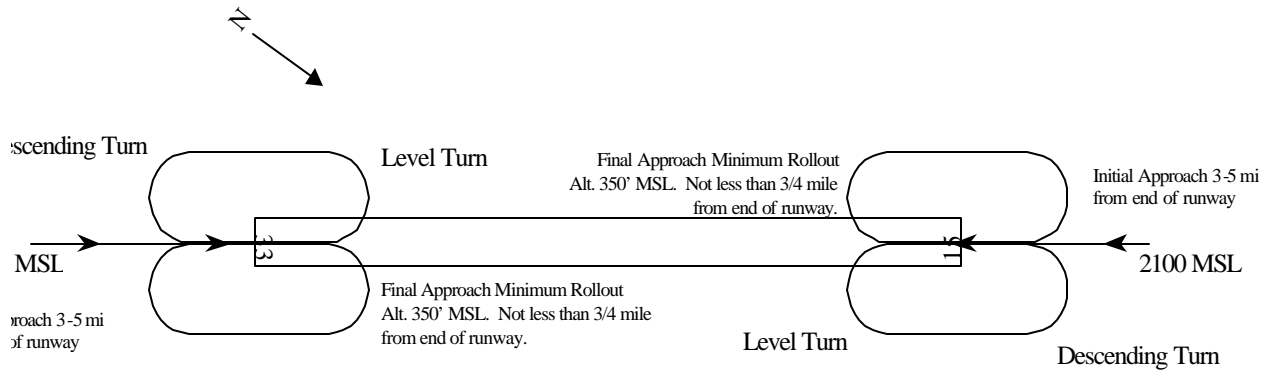 N
escending Turn
Level Turn
Final Approach Minimum Rollout
Alt. 350' MSL. Not less than 3/4 mile
from end of runway.
Initial Approach 3-5 mi
from end of runway
33
15
MSL
2100 MSL
roach 3-5 mi
of runway
Final Approach Minimum Rollout
Alt. 350' MSL. Not less than 3/4 mile
from end of runway.
Level Turn
Descending Turn